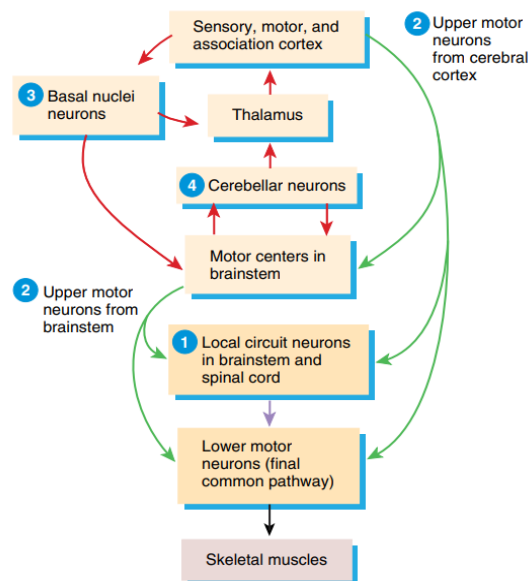 Sensory, motor, and
association cortex
2 Upper motor
neurons
from cerebral
cortex
3 Basal nuclei
neurons
Thalamus
4 Cerebellar neurons
Motor centers in
brainstem
2 Upper motor
neurons from
brainstem
1 Local circuit neurons
in brainstem and
spinal cord
Lower motor
neurons (final
common pathway)
Skeletal muscles